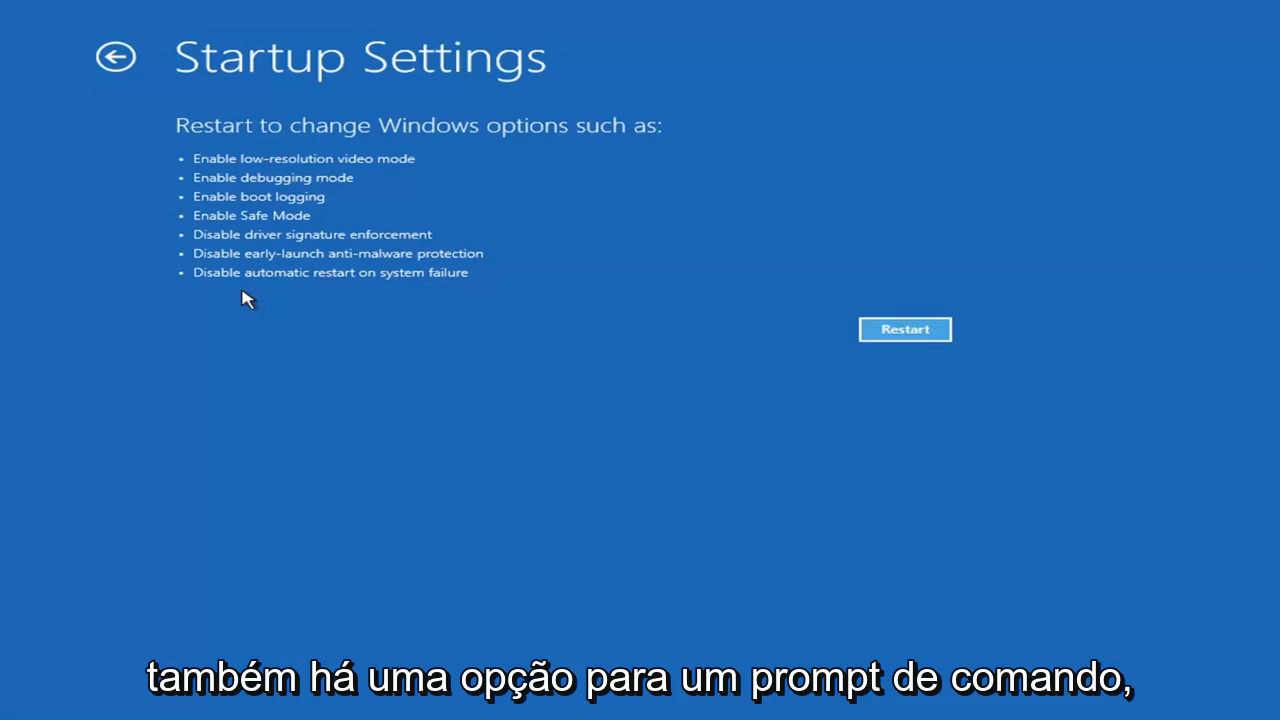 Startup Settings
Restart to change Windows options such as:
• Enable low-resolution video mode
• Enable debugging mode
• Enable boot logging
• Enable Safe Mode
• Disable driver signature enforcement
• Disable early-launch anti-malware protection
• Disable automatic restart on system failure
Restart
também há uma opção para um prompt de comando,